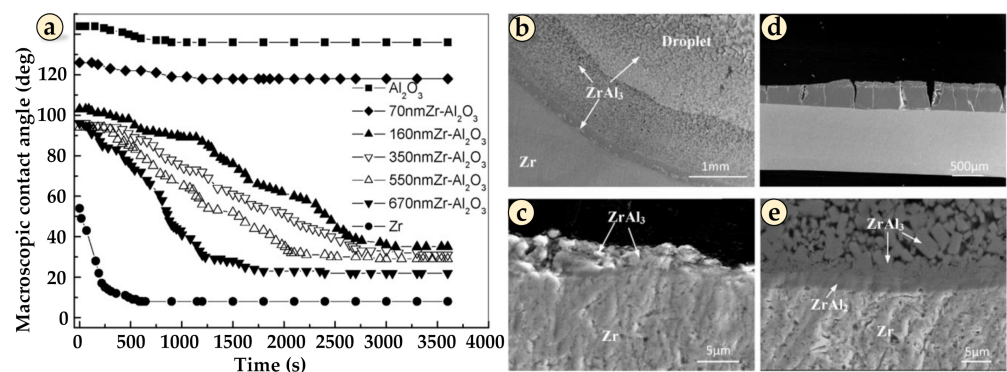 a
Macroscopic contact angle (deg)
0
20
40
60
80
100
120
140
Al₂O₃
70nmZr-Al₂O₃
160nmZr-Al₂O₃
350nmZr-Al₂O₃
550nmZr-Al₂O₃
670nmZr-Al₂O₃
Zr
0 500 1000 1500 2000 2500 3000 3500 4000
Time (s)
b
Droplet
ZrAl₃
Zr
1mm
c
ZrAl₃
Zr
5μm
d
500μm
e
ZrAl₃
ZrAl₂
Zr
5μm